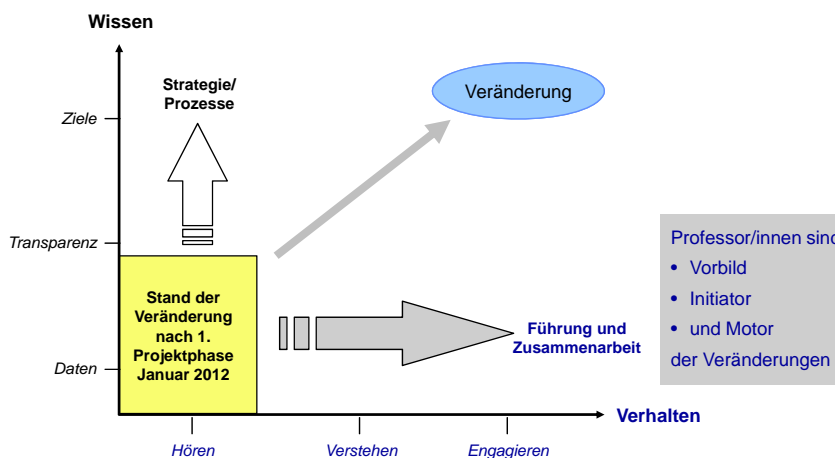 Wissen
Strategie/
Prozesse
Veränderung
Ziele
Transparenz
Professor/innen sind
• Vorbild
• Initiator
• und Motor
der Veränderungen
Stand der
Veränderung
nach 1.
Projektphase
Januar 2012
Führung und
Zusammenarbeit
Daten
Verhalten
Hören
Verstehen
Engagieren